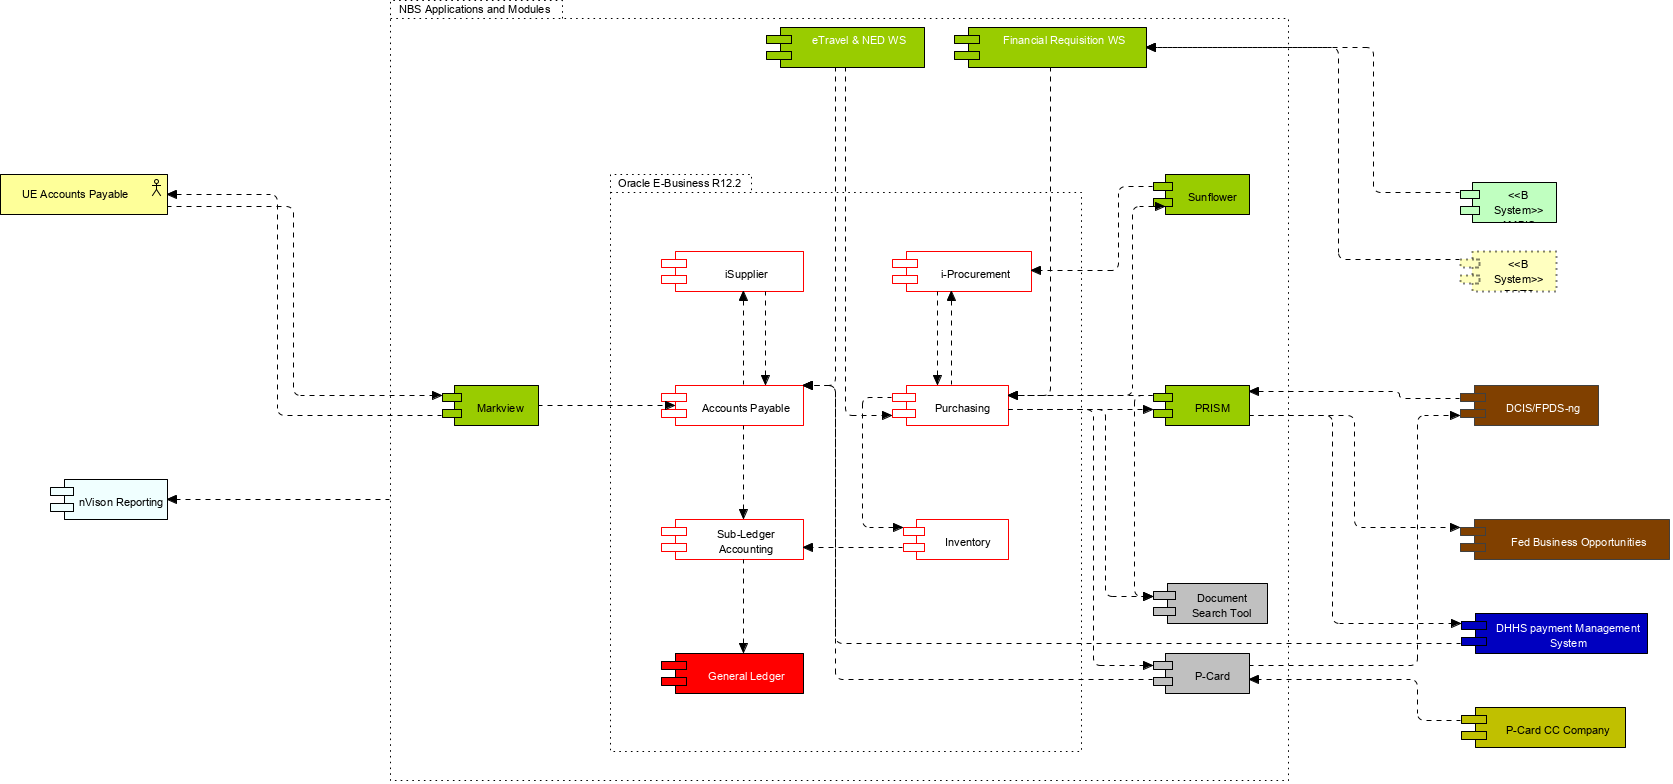 NBS Applications and Modules
eTravel & NED WS
Financial Requisition WS
UE Accounts Payable
Oracle E-Business R12.2
Sunflower
<<B
System>>
iSupplier
i-Procurement
<<B
System>>
Markview
Accounts Payable
Purchasing
PRISM
DCIS/FPDS-ng
nVison Reporting
Sub-Ledger
Accounting
Inventory
Fed Business Opportunities
Document
Search Tool
DHHS payment Management
System
General Ledger
P-Card
P-Card CC Company